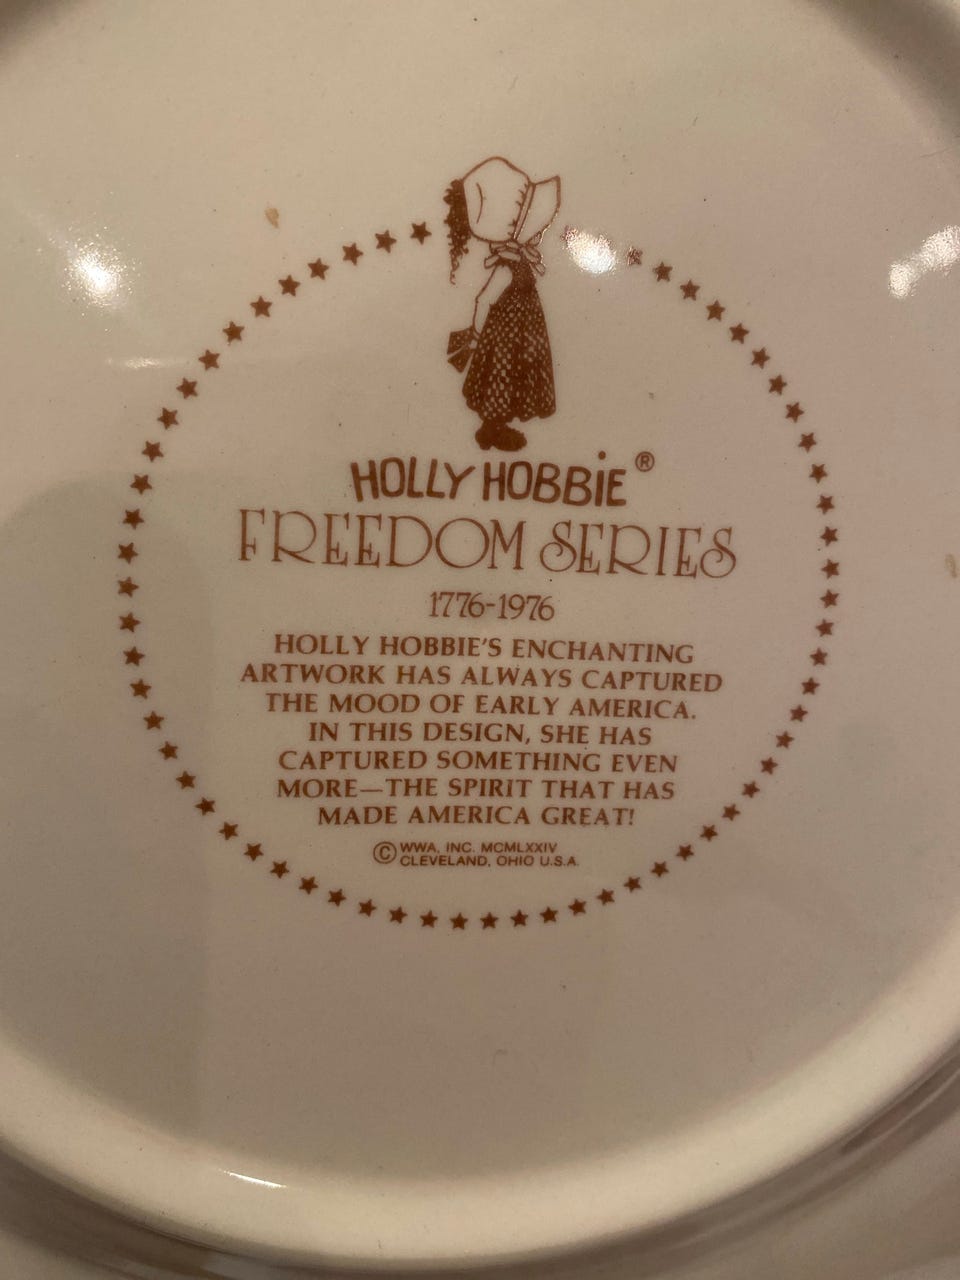 HOLLY HOBBiE®
FREEDOM SERIES
1776-1976
HOLLY HOBBIE'S ENCHANTING
ARTWORK HAS ALWAYS CAPTURED
THE MOOD OF EARLY AMERICA.
IN THIS DESIGN, SHE HAS
CAPTURED SOMETHING EVEN
MORE—THE SPIRIT THAT HAS
MADE AMERICA GREAT!
© WWA, INC. MCMLXXIV
CLEVELAND, OHIO U.S.A.